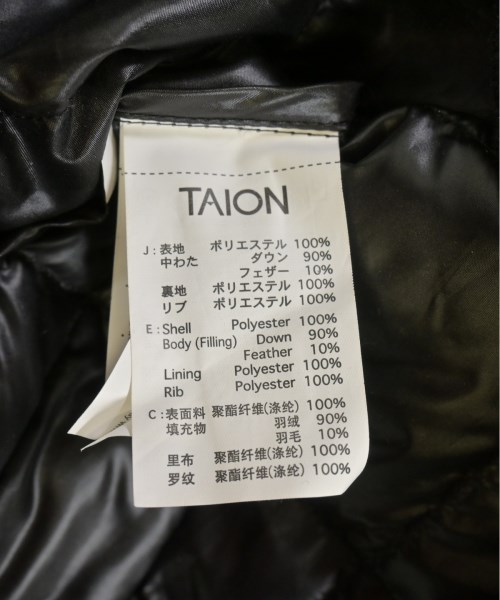 TAION
J : 表地 ポリエステル 100%
中わた ダウン 90%
フェザー 10%
裏地 ポリエステル 100%
リブ ポリエステル 100%
E : Shell Polyester 100%
Body (Filling) Down 90%
Feather 10%
Lining Polyester 100%
Rib Polyester 100%
C : 表面料 聚酯纤维(涤纶) 100%
填充物 羽绒 90%
羽毛 10%
里布 聚酯纤维(涤纶) 100%
罗纹 聚酯纤维(涤纶) 100%